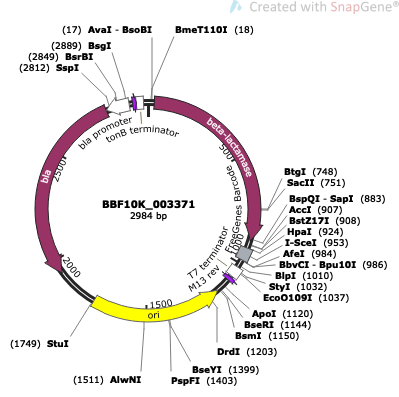 Created with SnapGene®
(17) AvaI - BsoBI
BmeT110I (18)
(2889) BsgI
(2849) BsrBI
(2812) SspI
bla promoter
tonB terminator
beta-lactamase
bla
500
1000
1500
2000
2500
BBF10K_003371
2984 bp
FreeGenes Barcode
T7 terminator
M13 rev
ori
BtgI (748)
SacII (751)
BspQI - SapI (883)
AccI (907)
BstZ17I (908)
HpaI (924)
I-SceI (953)
AfeI (984)
BbvCI - Bpu10I (986)
BlpI (1010)
StyI (1032)
EcoO109I (1037)
ApoI (1120)
BseRI (1144)
BsmI (1150)
DrdI (1203)
BseYI (1399)
PspFI (1403)
(1511) AlwNI
(1749) StuI